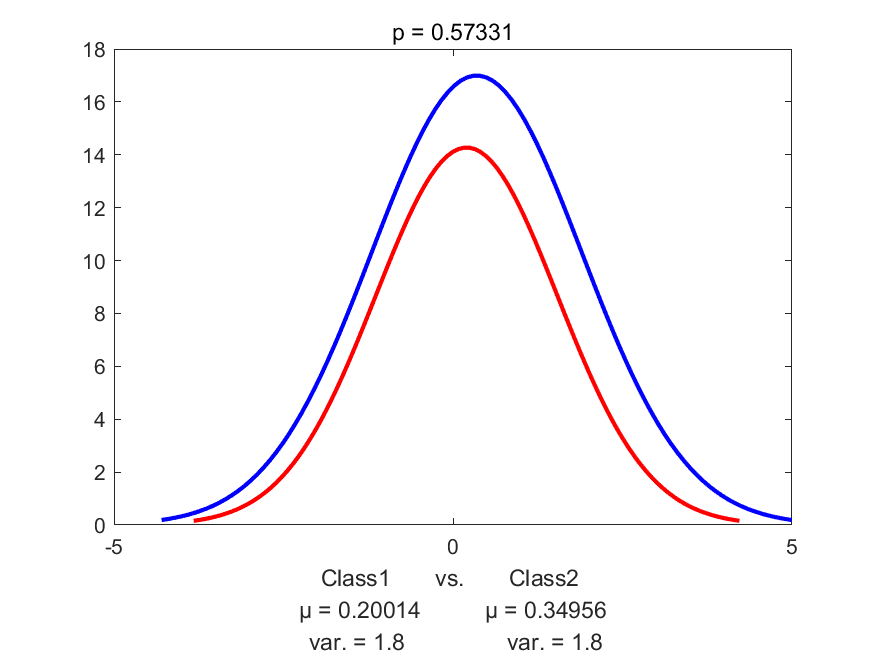 p = 0.57331
18
16
14
12
10
8
6
4
2
0
-5 0 5
Class1 vs. Class2
μ = 0.20014 μ = 0.34956
var. = 1.8 var. = 1.8